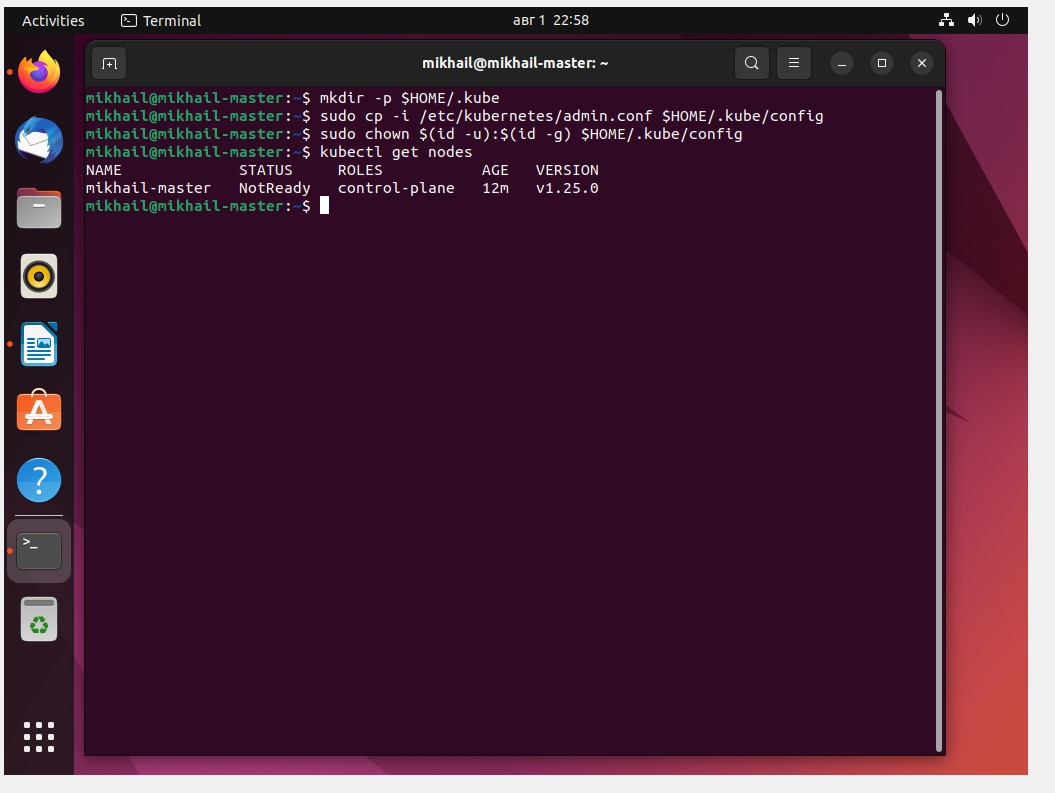 Activities Terminal авг 1 22:58
mikhail@mikhail-master: ~
mikhail@mikhail-master:~$ mkdir -p $HOME/.kube
mikhail@mikhail-master:~$ sudo cp -i /etc/kubernetes/admin.conf $HOME/.kube/config
mikhail@mikhail-master:~$ sudo chown $(id -u):$(id -g) $HOME/.kube/config
mikhail@mikhail-master:~$ kubectl get nodes
NAME STATUS ROLES AGE VERSION
mikhail-master NotReady control-plane 12m v1.25.0
mikhail@mikhail-master:~$